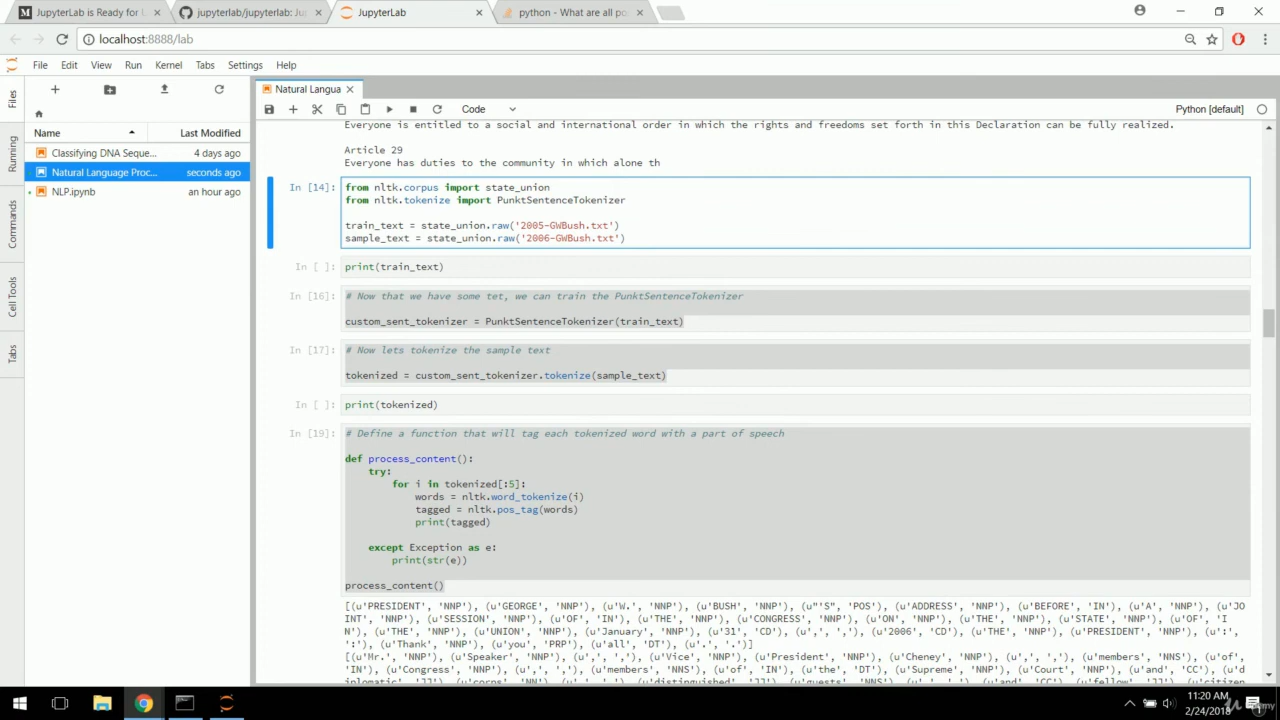 JupyterLab is Ready for
jupyterlab/jupyterlab: Jup
JupyterLab
python - What are all po
localhost:8888/lab
File Edit View Run Kernel Tabs Settings Help
Files
Running
Commands
Cell Tools
Tabs
Name Last Modified
Classifying DNA Seque... 4 days ago
Natural Language Proc... seconds ago
NLP.ipynb an hour ago
Natural Langua
Code
Python [default]
Everyone is entitled to a social and international order in which the rights and freedoms set forth in this Declaration can be fully realized.
Article 29
Everyone has duties to the community in which alone th
In [14]: from nltk.corpus import state_union
from nltk.tokenize import PunktSentenceTokenizer
train_text = state_union.raw('2005-GWBush.txt')
sample_text = state_union.raw('2006-GWBush.txt')
In [ ]: print(train_text)
In [16]: # Now that we have some tet, we can train the PunktSentenceTokenizer
custom_sent_tokenizer = PunktSentenceTokenizer(train_text)
In [17]: # Now lets tokenize the sample text
tokenized = custom_sent_tokenizer.tokenize(sample_text)
In [ ]: print(tokenized)
In [19]: # Define a function that will tag each tokenized word with a part of speech
def process_content():
try:
for i in tokenized[:5]:
words = nltk.word_tokenize(i)
tagged = nltk.pos_tag(words)
print(tagged)
except Exception as e:
print(str(e))
process_content()
[(u'PRESIDENT', 'NNP'), (u'GEORGE', 'NNP'), (u'W.', 'NNP'), (u'BUSH', 'NNP'), (u"'S", 'POS'), (u'ADDRESS', 'NNP'), (u'BEFORE', 'IN'), (u'A', 'NNP'), (u'JO
INT', 'NNP'), (u'SESSION', 'NNP'), (u'OF', 'IN'), (u'THE', 'NNP'), (u'CONGRESS', 'NNP'), (u'ON', 'NNP'), (u'THE', 'NNP'), (u'STATE', 'NNP'), (u'OF', 'I
N'), (u'THE', 'NNP'), (u'UNION', 'NNP'), (u'January', 'NNP'), (u'31', 'CD'), (u',', ','), (u'2006', 'CD'), (u'THE', 'NNP'), (u'PRESIDENT', 'NNP'), (u':',
':'), (u'Thank', 'NNP'), (u'you', 'PRP'), (u'all', 'DT'), (u'.', '.')]
[(u'Mr.', 'NNP'), (u'Speaker', 'NNP'), (u',', ','), (u'Vice', 'NNP'), (u'President', 'NNP'), (u'Cheney', 'NNP'), (u',', ','), (u'members', 'NNS'), (u'of',
'IN'), (u'Congress', 'NNP'), (u',', ','), (u'members', 'NNS'), (u'of', 'IN'), (u'the', 'DT'), (u'Supreme', 'NNP'), (u'Court', 'NNP'), (u'and', 'CC'), (u'd
iplomatic', 'JJ'), (u'corps', 'NN'), (u',', ','), (u'distinguished', 'JJ'), (u'guests', 'NNS'), (u',', ','), (u'and', 'CC'), (u'fellow', 'JJ'), (u'citizen
11:20 AM
2/24/2018